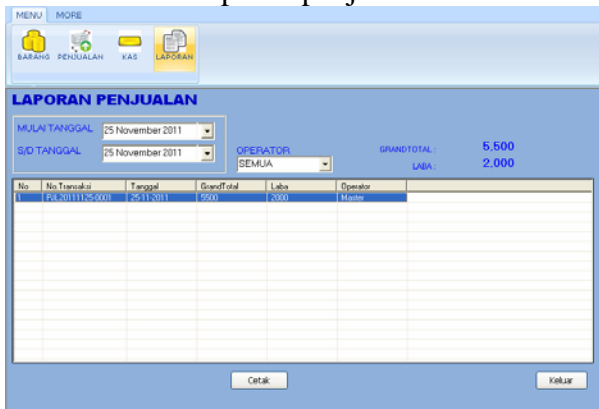 MENU MORE
BARANG PENJUALAN KAS LAPORAN
LAPORAN PENJUALAN
MULAI TANGGAL 25 November 2011
S/D TANGGAL 25 November 2011
OPERATOR
SEMUA
GRANDTOTAL : 5.500
LABA : 2.000
No No.Transaksi Tanggal GrandTotal Laba Operator
1 PJL20111125-0001 25-11-2011 5500 2000 Master
Cetak Keluar